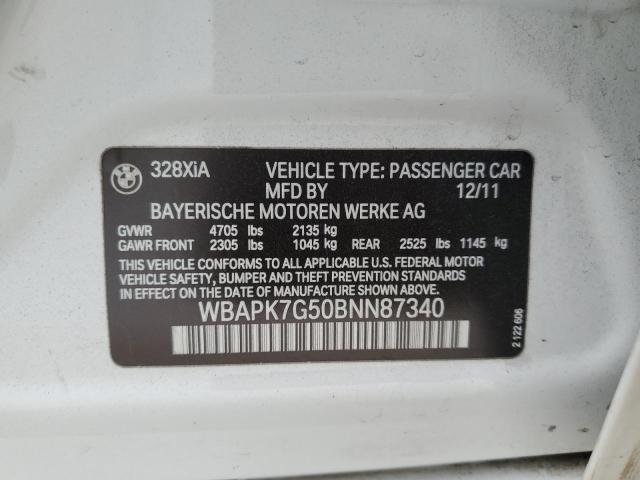 BMW
328XiA VEHICLE TYPE: PASSENGER CAR
MFD BY 12/11
BAYERISCHE MOTOREN WERKE AG
GVWR 4705 lbs 2135 kg
GAWR FRONT 2305 lbs 1045 kg REAR 2525 lbs 1145 kg
THIS VEHICLE CONFORMS TO ALL APPLICABLE U.S. FEDERAL MOTOR
VEHICLE SAFETY, BUMPER AND THEFT PREVENTION STANDARDS
IN EFFECT ON THE DATE OF MANUFACTURE SHOWN ABOVE.
WBAPK7G50BNN87340
2 122 606